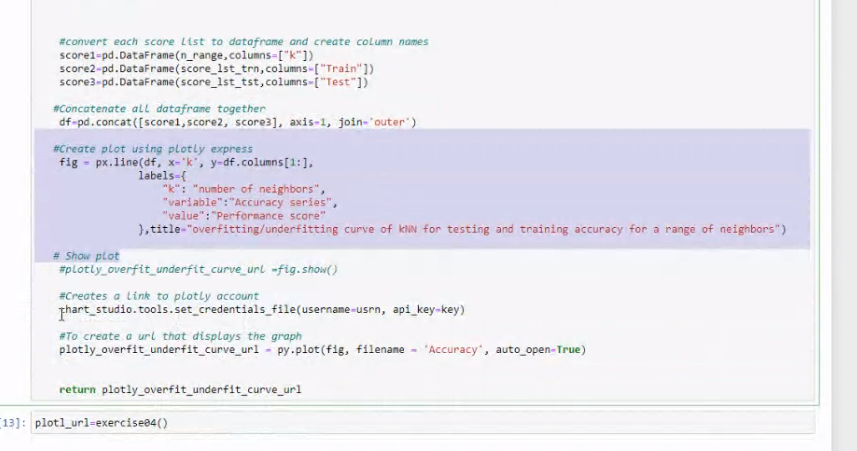 #convert each score list to dataframe and create column names
score1=pd.DataFrame(n_range,columns=["k"])
score2=pd.DataFrame(score_lst_trn,columns=["Train"])
score3=pd.DataFrame(score_lst_tst,columns=["Test"])
#Concatenate all dataframe together
df=pd.concat([score1,score2, score3], axis=1, join='outer')
#Create plot using plotly express
fig = px.line(df, x='k', y=df.columns[1:],
labels={
"k": "number of neighbors",
"variable":"Accuracy series",
"value":"Performance score"
},title="overfitting/underfitting curve of kNN for testing and training accuracy for a range of neighbors")
# Show plot
#plotly_overfit_underfit_curve_url =fig.show()
#Creates a link to plotly account
chart_studio.tools.set_credentials_file(username=usrn, api_key=key)
#To create a url that displays the graph
plotly_overfit_underfit_curve_url = py.plot(fig, filename = 'Accuracy', auto_open=True)
return plotly_overfit_underfit_curve_url
[13]: plotl_url=exercise04()